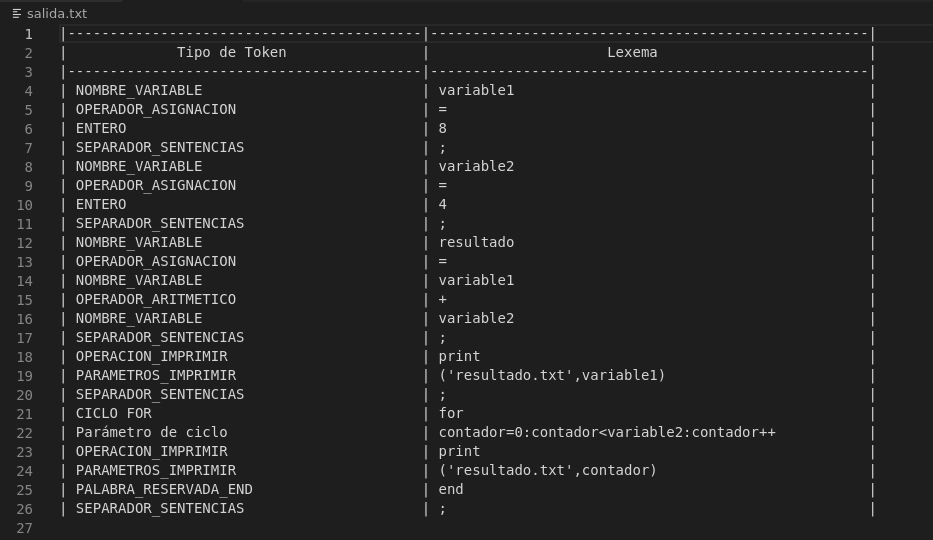 salida.txt
1 |------------------------------------------|----------------------------------------------------|
2 |             Tipo de Token                |                     Lexema                         |
3 |------------------------------------------|----------------------------------------------------|
4 | NOMBRE_VARIABLE                          | variable1                                          |
5 | OPERADOR_ASIGNACION                      | =                                                  |
6 | ENTERO                                   | 8                                                  |
7 | SEPARADOR_SENTENCIAS                     | ;                                                  |
8 | NOMBRE_VARIABLE                          | variable2                                          |
9 | OPERADOR_ASIGNACION                      | =                                                  |
10 | ENTERO                                   | 4                                                  |
11 | SEPARADOR_SENTENCIAS                     | ;                                                  |
12 | NOMBRE_VARIABLE                          | resultado                                          |
13 | OPERADOR_ASIGNACION                      | =                                                  |
14 | NOMBRE_VARIABLE                          | variable1                                          |
15 | OPERADOR_ARITMETICO                      | +                                                  |
16 | NOMBRE_VARIABLE                          | variable2                                          |
17 | SEPARADOR_SENTENCIAS                     | ;                                                  |
18 | OPERACION_IMPRIMIR                       | print                                              |
19 | PARAMETROS_IMPRIMIR                      | ('resultado.txt',variable1)                        |
20 | SEPARADOR_SENTENCIAS                     | ;                                                  |
21 | CICLO FOR                                | for                                                |
22 | Parámetro de ciclo                       | contador=0:contador<variable2:contador++           |
23 | OPERACION_IMPRIMIR                       | print                                              |
24 | PARAMETROS_IMPRIMIR                      | ('resultado.txt',contador)                         |
25 | PALABRA_RESERVADA_END                    | end                                                |
26 | SEPARADOR_SENTENCIAS                     | ;                                                  |
27